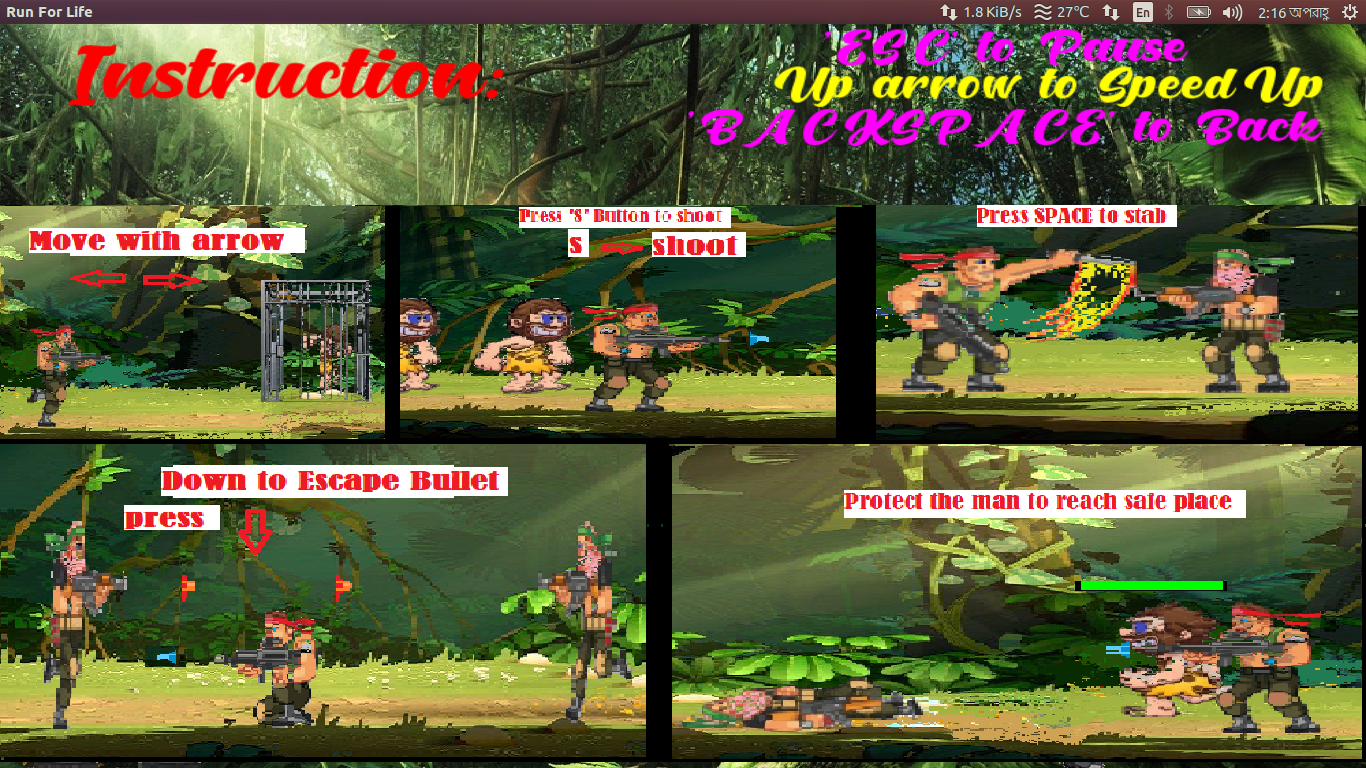 Run For Life
1.8 KiB/s 27°C En 2:16 অপরাহ্ণ
Instruction:
'ESC' to Pause
Up arrow to Speed Up
'BACKSPACE' to Back
Move with arrow
Press "S" Button to shoot
S shoot
Press SPACE to stab
Down to Escape Bullet
press
Protect the man to reach safe place